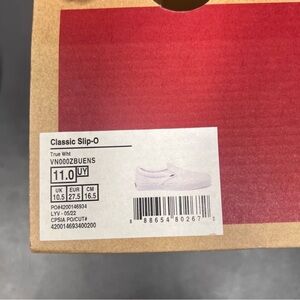 Classic Slip-O
True Wht
VN000ZBUENS
11.0 UY
UK EUR CM
10.5 27.5 16.5
PO#4200146934
LYV - 05/22
CPSIA PO/CUT#
420014693400200
8 88654 80267